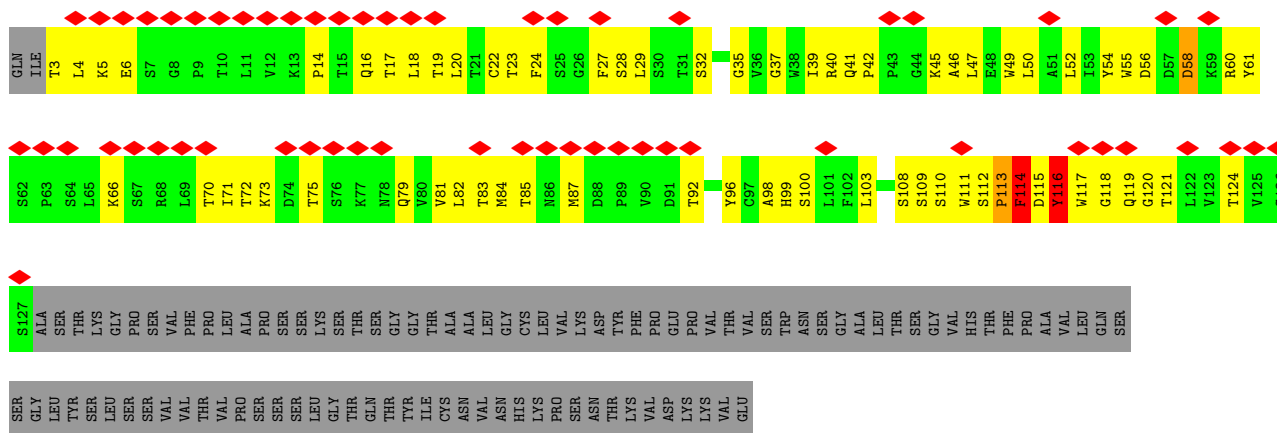 GLN ILE T3 L4 K5 E6 S7 G8 P9 T10 L11 V12 K13 P14 T15 Q16 T17 L18 T19 L20 T21 C22 T23 F24 S25 G26 F27 S28 L29 S30 T31 S32 G35 V36 G37 W38 I39 R40 Q41 P42 P43 G44 K45 A46 L47 E48 W49 L50 A51 L52 I53 Y54 W55 D56 D57 D58 K59 R60 Y61
S62 P63 S64 L65 K66 S67 R68 L69 T70 I71 T72 K73 D74 T75 S76 K77 N78 Q79 V80 V81 L82 T83 M84 T85 N86 M87 D88 P89 V90 D91 T92 Y96 C97 A98 H99 S100 L101 F102 L103 S108 S109 S110 W111 S112 P113 F114 D115 Y116 W117 G118 Q119 G120 T121 L122 V123 T124 V125
S127 ALA SER THR LYS GLY PRO SER VAL PHE PRO LEU ALA PRO SER SER LYS SER THR SER GLY GLY THR ALA ALA LEU GLY CYS LEU VAL LYS ASP TYR PHE PRO GLU PRO VAL THR VAL SER TRP ASN SER GLY ALA LEU THR SER GLY VAL HIS THR PHE PRO ALA VAL LEU GLN SER
SER GLY LEU TYR SER LEU SER SER VAL VAL THR VAL PRO SER SER SER LEU GLY THR GLN THR TYR ILE CYS ASN VAL ASN HIS LYS PRO SER ASN THR LYS VAL ASP LYS LYS VAL GLU